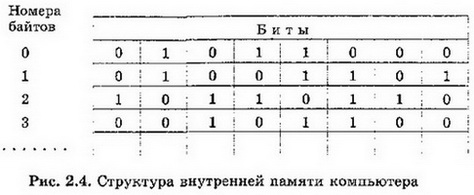 Номера
байтов
Биты
0 0 1 0 1 1 0 0 0
1 0 1 0 0 1 1 0 1
2 1 0 1 1 0 1 1 0
3 0 0 1 0 1 1 0 0
.......
Рис. 2.4. Структура внутренней памяти компьютера